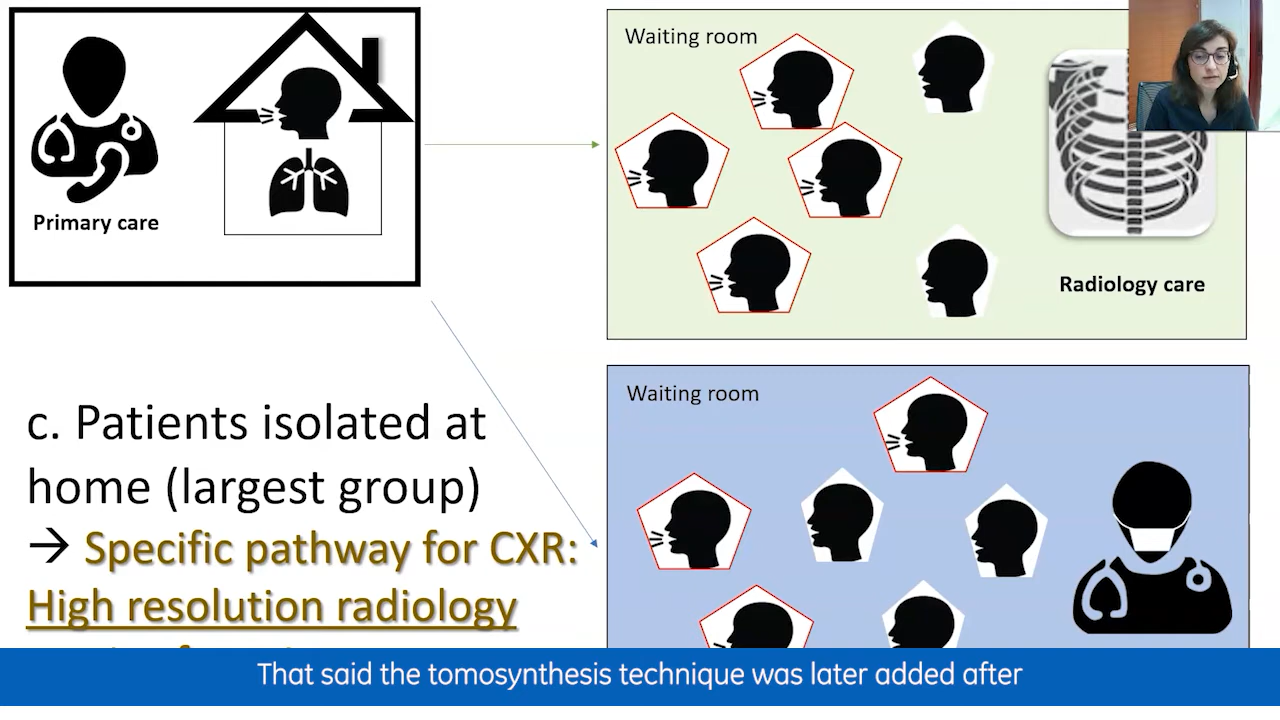 Primary care
Waiting room
Radiology care
Waiting room
c. Patients isolated at
home (largest group)
→ Specific pathway for CXR:
High resolution radiology
That said the tomosynthesis technique was later added after